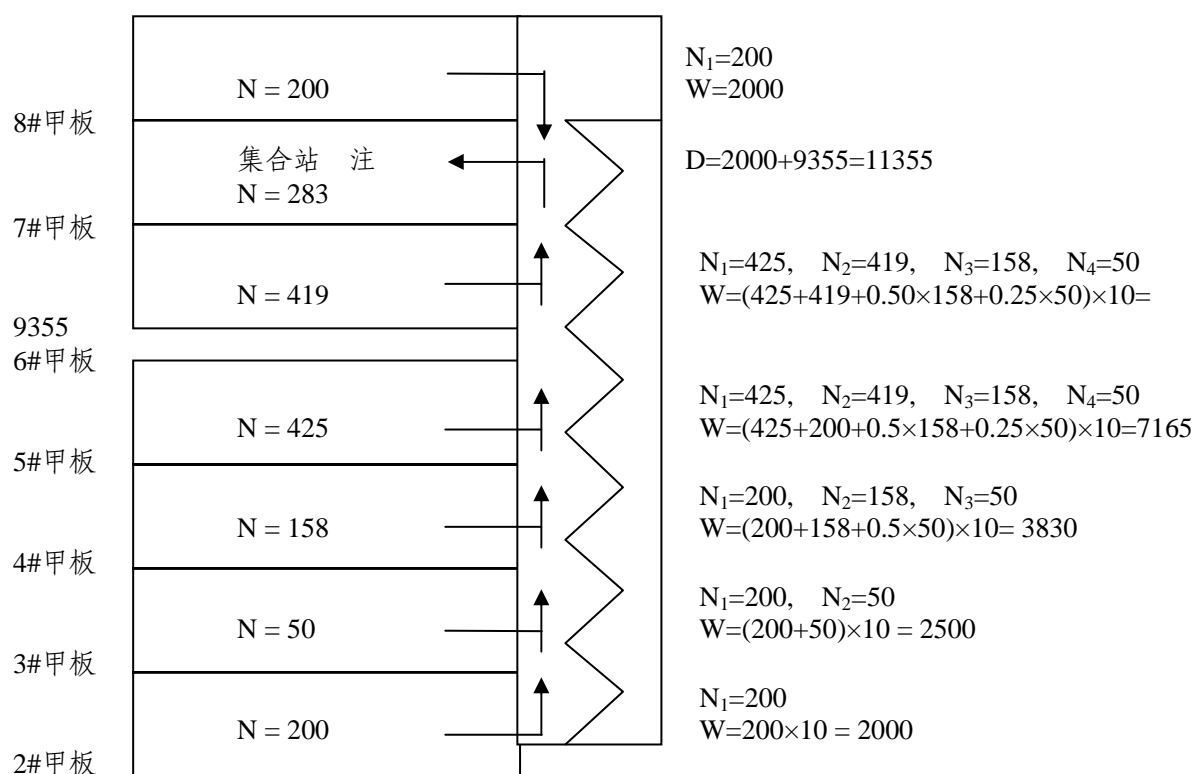 N₁=200
N = 200
W=2000
8#甲板
集合站 注
D=2000+9355=11355
N = 283
7#甲板
N₁=425, N₂=419, N₃=158, N₄=50
N = 419
W=(425+419+0.50×158+0.25×50)×10=
9355
6#甲板
N₁=425, N₂=419, N₃=158, N₄=50
N = 425
W=(425+200+0.5×158+0.25×50)×10=7165
5#甲板
N₁=200, N₂=158, N₃=50
N = 158
W=(200+158+0.5×50)×10= 3830
4#甲板
N₁=200, N₂=50
N = 50
W=(200+50)×10 = 2500
3#甲板
N₁=200
N = 200
W=200×10 = 2000
2#甲板